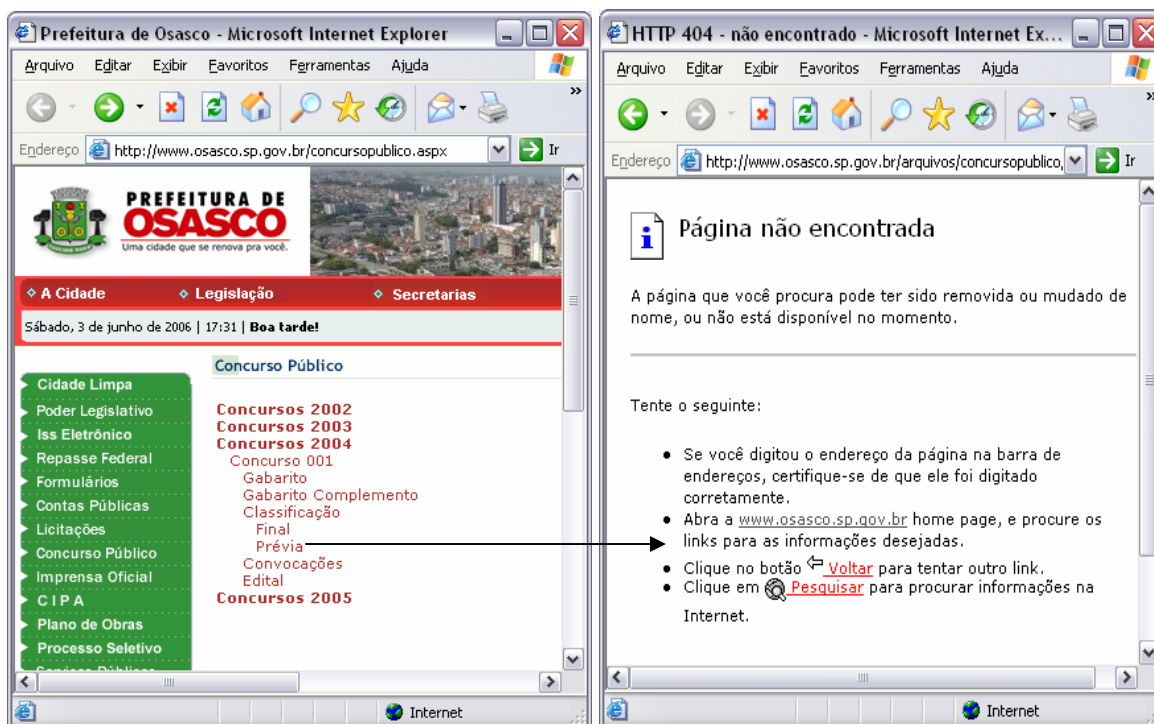 Prefeitura de Osasco - Microsoft Internet Explorer
Arquivo Editar Exibir Favoritos Ferramentas Ajuda
Endereço http://www.osasco.sp.gov.br/concursopublico.aspx Ir
PREFEITURA DE
OSASCO
Uma cidade que se renova pra você.
A Cidade Legislação Secretarias
Sábado, 3 de junho de 2006 | 17:31 | Boa tarde!
Cidade Limpa
Poder Legislativo
Iss Eletrônico
Repasse Federal
Formulários
Contas Públicas
Licitações
Concurso Público
Imprensa Oficial
CIPA
Plano de Obras
Processo Seletivo
Concurso Público
Concursos 2002
Concursos 2003
Concursos 2004
Concurso 001
Gabarito
Gabarito Complemento
Classificação
Final
Prévia
Convocações
Edital
Concursos 2005
Internet
HTTP 404 - não encontrado - Microsoft Internet Ex...
Arquivo Editar Exibir Favoritos Ferramentas Ajuda
Endereço http://www.osasco.sp.gov.br/arquivos/concursopublico, Ir
Página não encontrada
A página que você procura pode ter sido removida ou mudado de
nome, ou não está disponível no momento.
Tente o seguinte:
● Se você digitou o endereço da página na barra de
endereços, certifique-se de que ele foi digitado
corretamente.
● Abra a www.osasco.sp.gov.br home page, e procure os
links para as informações desejadas.
● Clique no botão Voltar para tentar outro link.
● Clique em Pesquisar para procurar informações na
Internet.
Internet